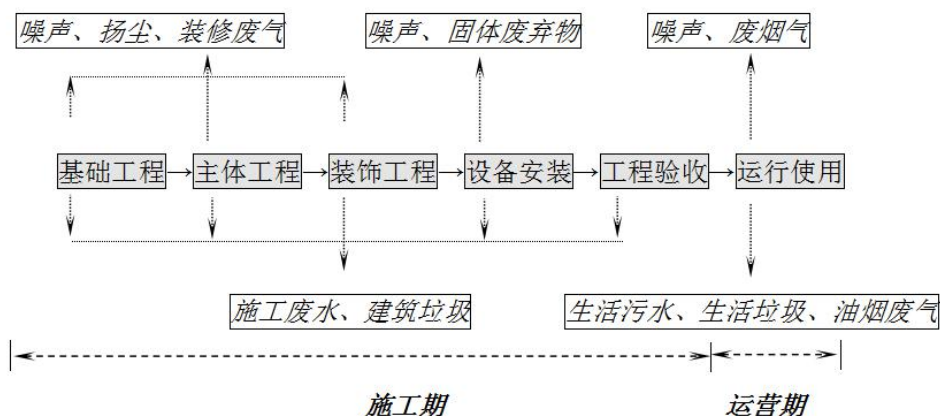 噪声、扬尘、装修废气 噪声、固体废弃物 噪声、废烟气
基础工程→主体工程→装饰工程→设备安装→工程验收→运行使用
施工废水、建筑垃圾 生活污水、生活垃圾、油烟废气
施工期 运营期